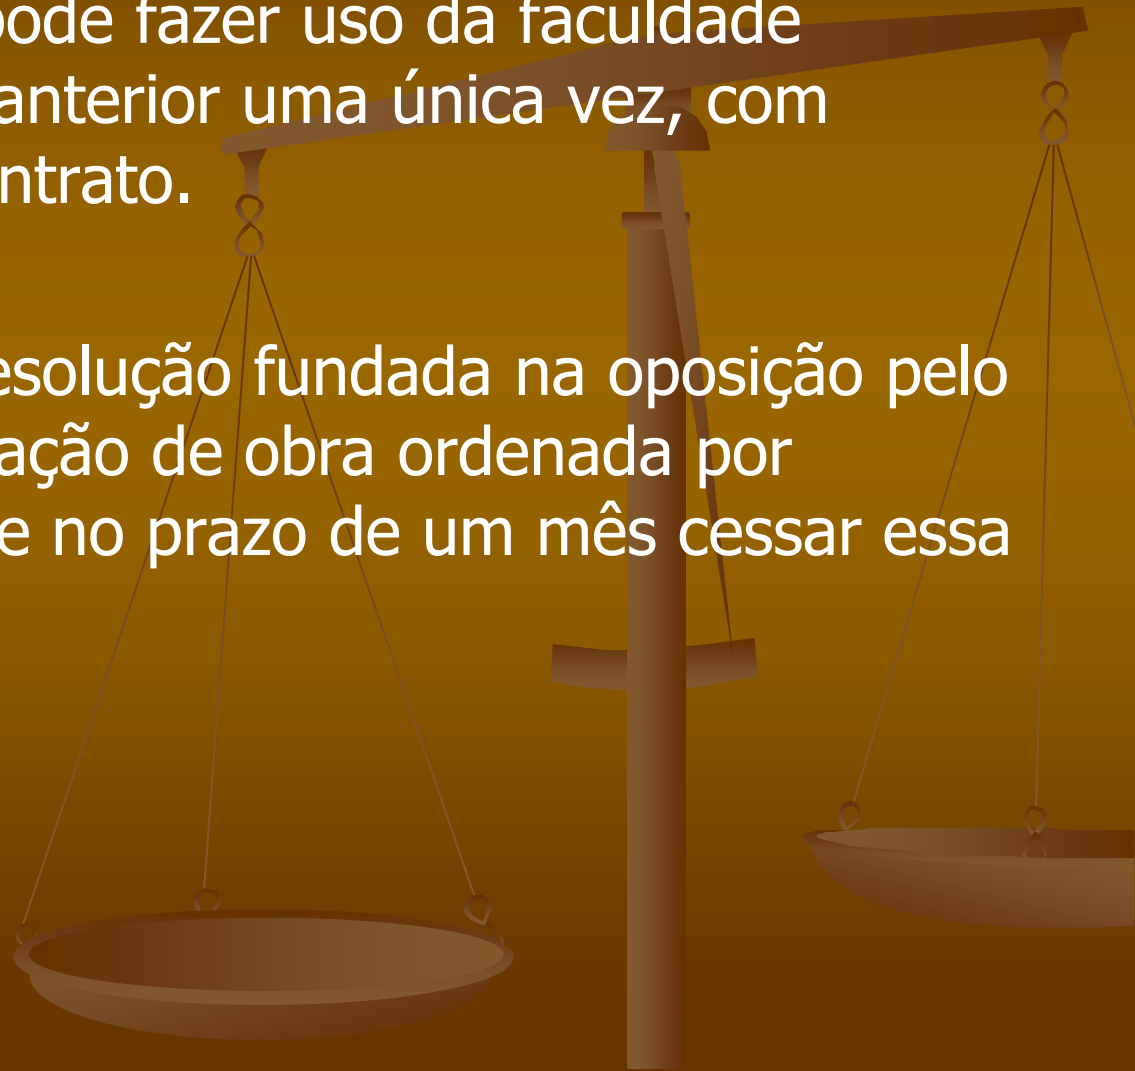 pode fazer uso da faculdade
anterior uma única vez, com
ntrato.
esolução fundada na oposição pelo
ação de obra ordenada por
e no prazo de um mês cessar essa